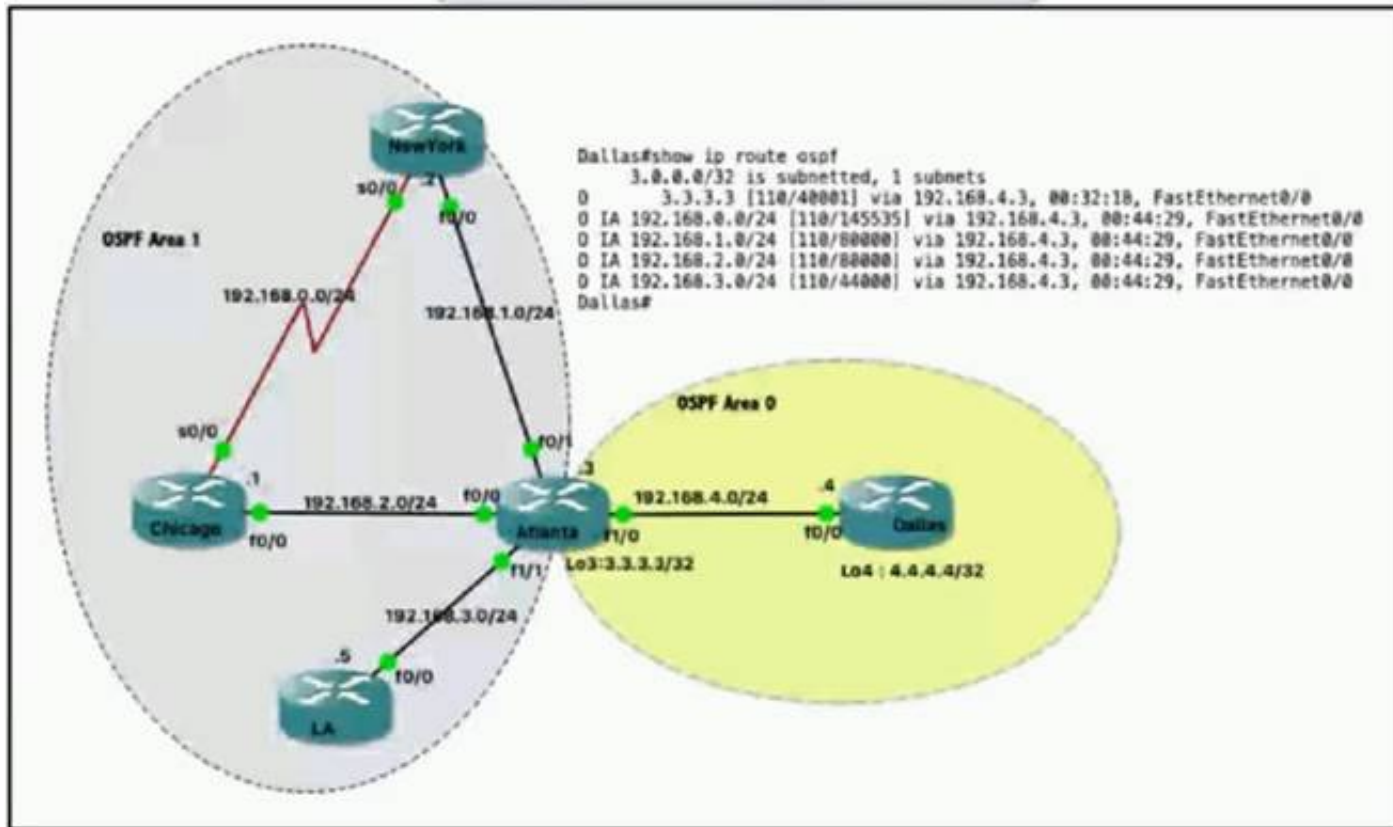 NewYork
s0/0
.2
f0/0
Dallas#show ip route ospf
3.0.0.0/32 is subnetted, 1 subnets
O 3.3.3.3 [110/40001] via 192.168.4.3, 00:32:18, FastEthernet0/0
O IA 192.168.0.0/24 [110/145535] via 192.168.4.3, 00:44:29, FastEthernet0/0
O IA 192.168.1.0/24 [110/80000] via 192.168.4.3, 00:44:29, FastEthernet0/0
O IA 192.168.2.0/24 [110/80000] via 192.168.4.3, 00:44:29, FastEthernet0/0
O IA 192.168.3.0/24 [110/44000] via 192.168.4.3, 00:44:29, FastEthernet0/0
Dallas#
OSPF Area 1
192.168.0.0/24
192.168.1.0/24
OSPF Area 0
s0/0
f0/1
.1
.3
192.168.2.0/24
f0/0
192.168.4.0/24
.4
Chicago
f0/0
Atlanta
f1/0
f0/0
Dallas
f1/1
Lo3:3.3.3.3/32
Lo4 : 4.4.4.4/32
192.168.3.0/24
.5
f0/0
LA